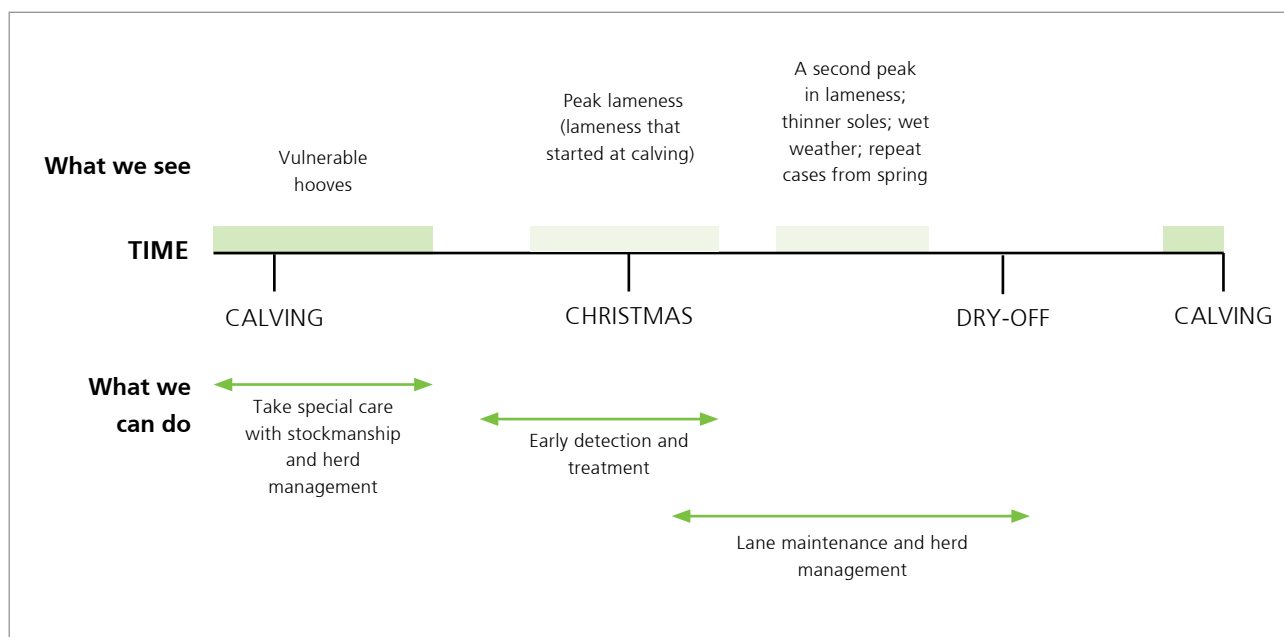 What we see
Vulnerable
hooves
Peak lameness
(lameness that
started at calving)
A second peak
in lameness;
thinner soles; wet
weather; repeat
cases from spring
TIME
CALVING
CHRISTMAS
DRY-OFF
CALVING
What we
can do
Take special care
with stockmanship
and herd
management
Early detection and
treatment
Lane maintenance and herd
management